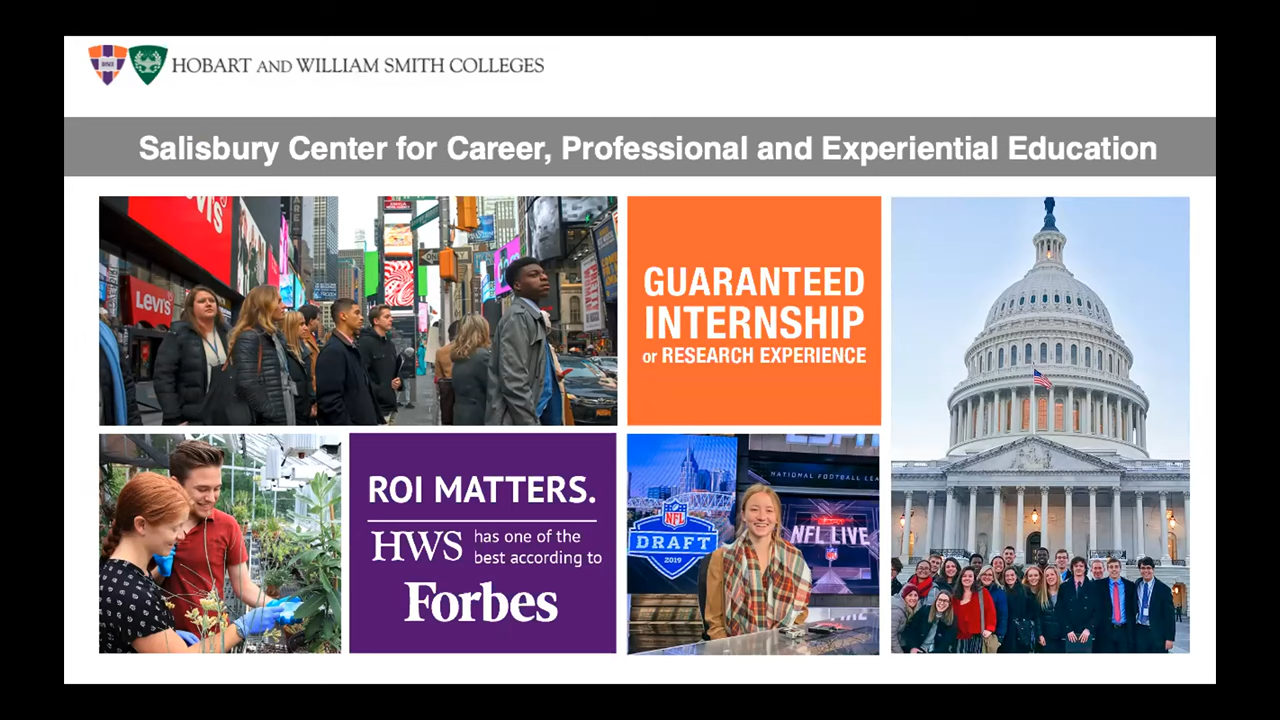 HOBART AND WILLIAM SMITH COLLEGES
Salisbury Center for Career, Professional and Experiential Education
Levi's
GUARANTEED
INTERNSHIP
or RESEARCH EXPERIENCE
ROI MATTERS.
HWS has one of the
best according to
Forbes
NATIONAL FOOTBALL LEA
NFL
DRAFT
2019
NFL LIVE